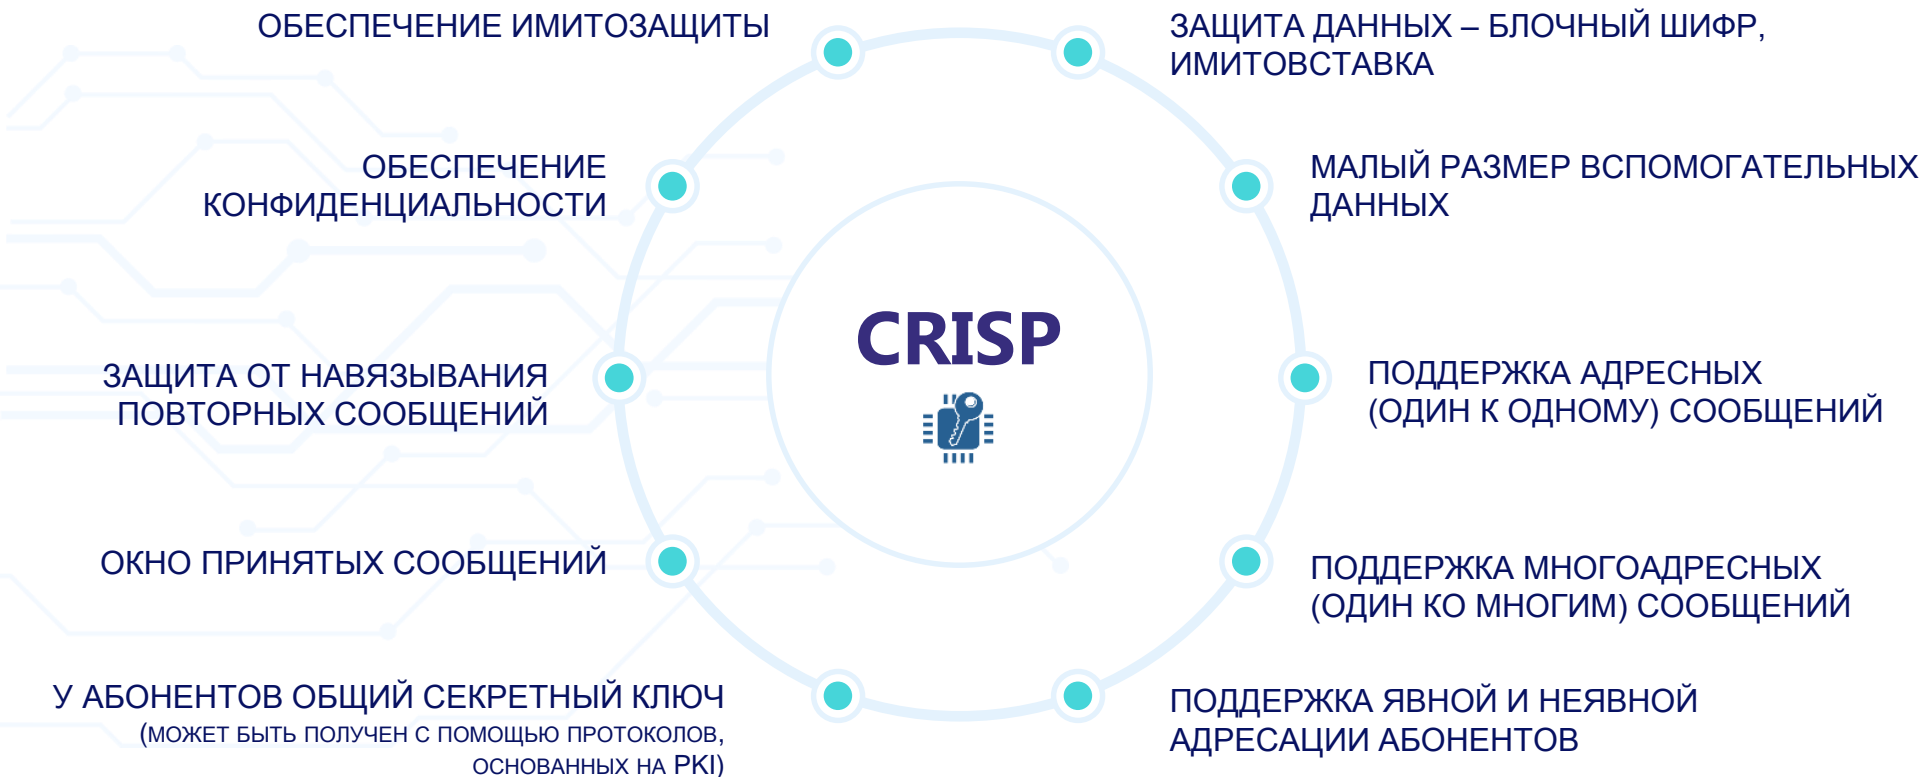 ОБЕСПЕЧЕНИЕ ИМИТОЗАЩИТЫ
ОБЕСПЕЧЕНИЕ
КОНФИДЕНЦИАЛЬНОСТИ
ЗАЩИТА ОТ НАВЯЗЫВАНИЯ
ПОВТОРНЫХ СООБЩЕНИЙ
ОКНО ПРИНЯТЫХ СООБЩЕНИЙ
У АБОНЕНТОВ ОБЩИЙ СЕКРЕТНЫЙ КЛЮЧ
(МОЖЕТ БЫТЬ ПОЛУЧЕН С ПОМОЩЬЮ ПРОТОКОЛОВ,
ОСНОВАННЫХ НА PKI)
CRISP
ЗАЩИТА ДАННЫХ – БЛОЧНЫЙ ШИФР,
ИМИТОВСТАВКА
МАЛЫЙ РАЗМЕР ВСПОМОГАТЕЛЬНЫХ
ДАННЫХ
ПОДДЕРЖКА АДРЕСНЫХ
(ОДИН К ОДНОМУ) СООБЩЕНИЙ
ПОДДЕРЖКА МНОГОАДРЕСНЫХ
(ОДИН КО МНОГИМ) СООБЩЕНИЙ
ПОДДЕРЖКА ЯВНОЙ И НЕЯВНОЙ
АДРЕСАЦИИ АБОНЕНТОВ